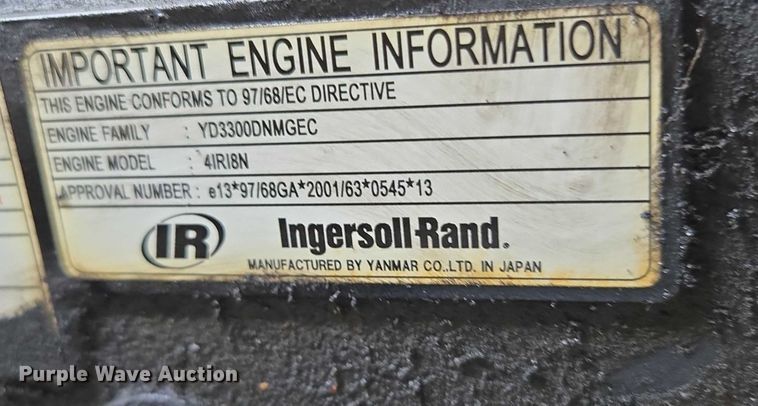 IMPORTANT ENGINE INFORMATION
THIS ENGINE CONFORMS TO 97/68/EC DIRECTIVE
ENGINE FAMILY : YD3300DNMGEC
ENGINE MODEL : 4IRI8N
APPROVAL NUMBER : e13*97/68GA*2001/63*0545*13
IR Ingersoll-Rand.
MANUFACTURED BY YANMAR CO.,LTD. IN JAPAN
Purple Wave Auction